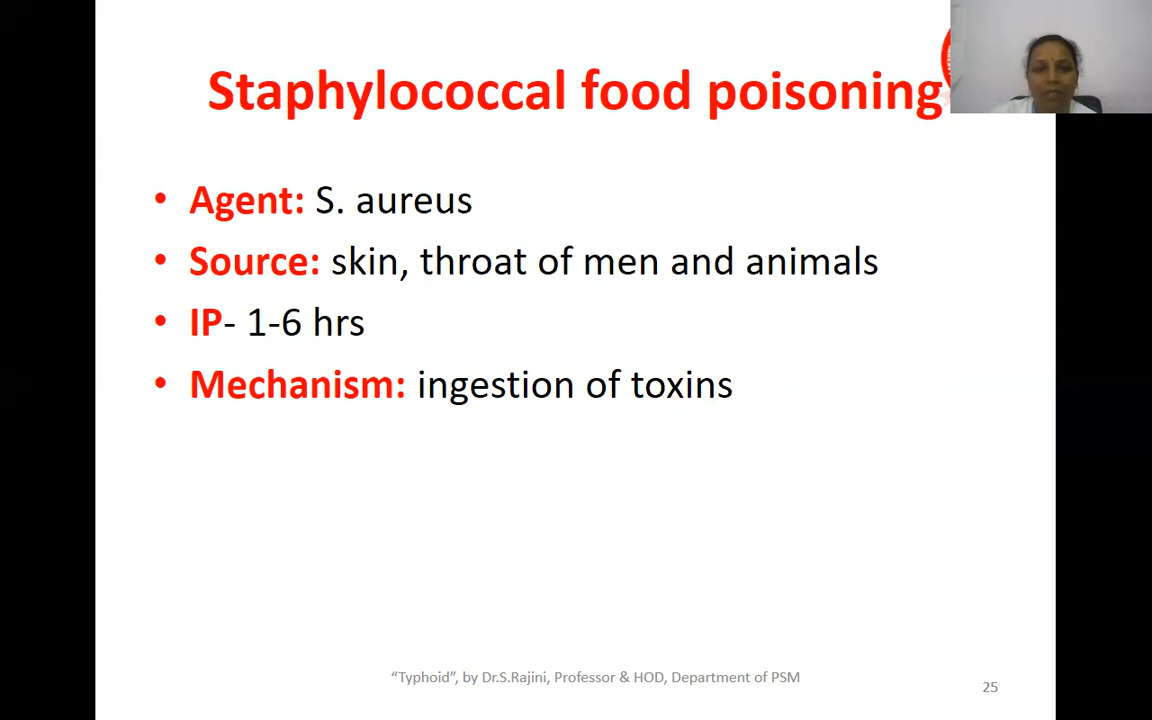 Staphylococcal food poisoning
• Agent: S. aureus
• Source: skin, throat of men and animals
• IP- 1-6 hrs
• Mechanism: ingestion of toxins
“Typhoid”, by Dr.S.Rajini, Professor & HOD, Department of PSM
25